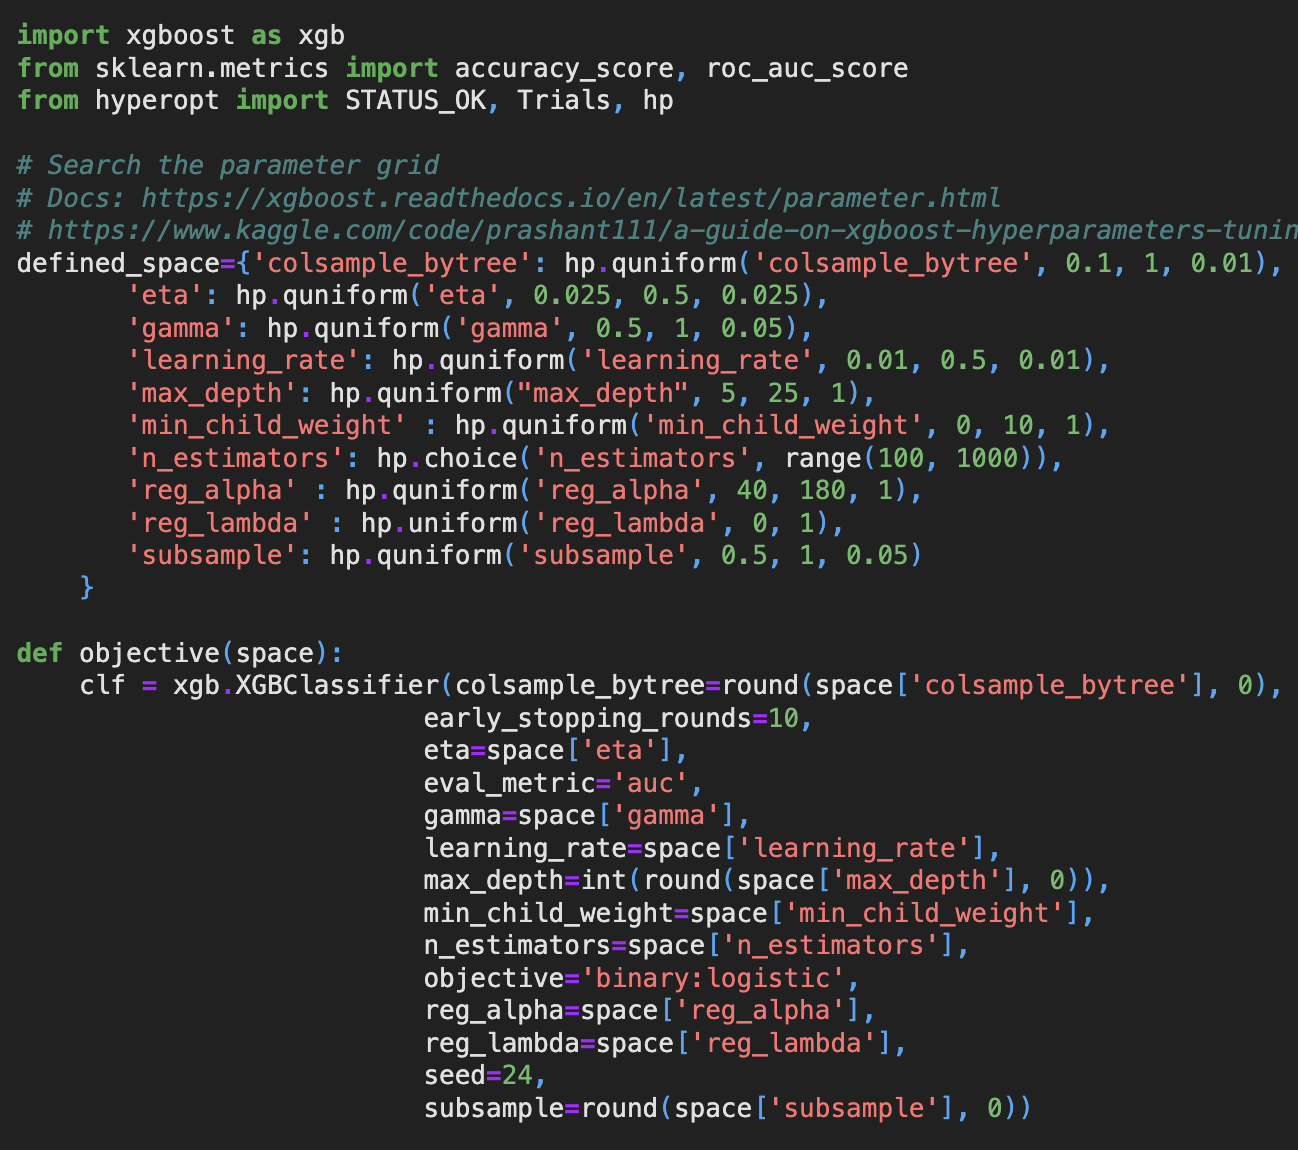 import xgboost as xgb
from sklearn.metrics import accuracy_score, roc_auc_score
from hyperopt import STATUS_OK, Trials, hp
# Search the parameter grid
# Docs: https://xgboost.readthedocs.io/en/latest/parameter.html
# https://www.kaggle.com/code/prashant111/a-guide-on-xgboost-hyperparameters-tunin
defined_space={'colsample_bytree': hp.quniform('colsample_bytree', 0.1, 1, 0.01),
       'eta': hp.quniform('eta', 0.025, 0.5, 0.025),
       'gamma': hp.quniform('gamma', 0.5, 1, 0.05),
       'learning_rate': hp.quniform('learning_rate', 0.01, 0.5, 0.01),
       'max_depth': hp.quniform("max_depth", 5, 25, 1),
       'min_child_weight' : hp.quniform('min_child_weight', 0, 10, 1),
       'n_estimators': hp.choice('n_estimators', range(100, 1000)),
       'reg_alpha' : hp.quniform('reg_alpha', 40, 180, 1),
       'reg_lambda' : hp.uniform('reg_lambda', 0, 1),
       'subsample': hp.quniform('subsample', 0.5, 1, 0.05)
    }
def objective(space):
    clf = xgb.XGBClassifier(colsample_bytree=round(space['colsample_bytree'], 0),
                          early_stopping_rounds=10,
                          eta=space['eta'],
                          eval_metric='auc',
                          gamma=space['gamma'],
                          learning_rate=space['learning_rate'],
                          max_depth=int(round(space['max_depth'], 0)),
                          min_child_weight=space['min_child_weight'],
                          n_estimators=space['n_estimators'],
                          objective='binary:logistic',
                          reg_alpha=space['reg_alpha'],
                          reg_lambda=space['reg_lambda'],
                          seed=24,
                          subsample=round(space['subsample'], 0))